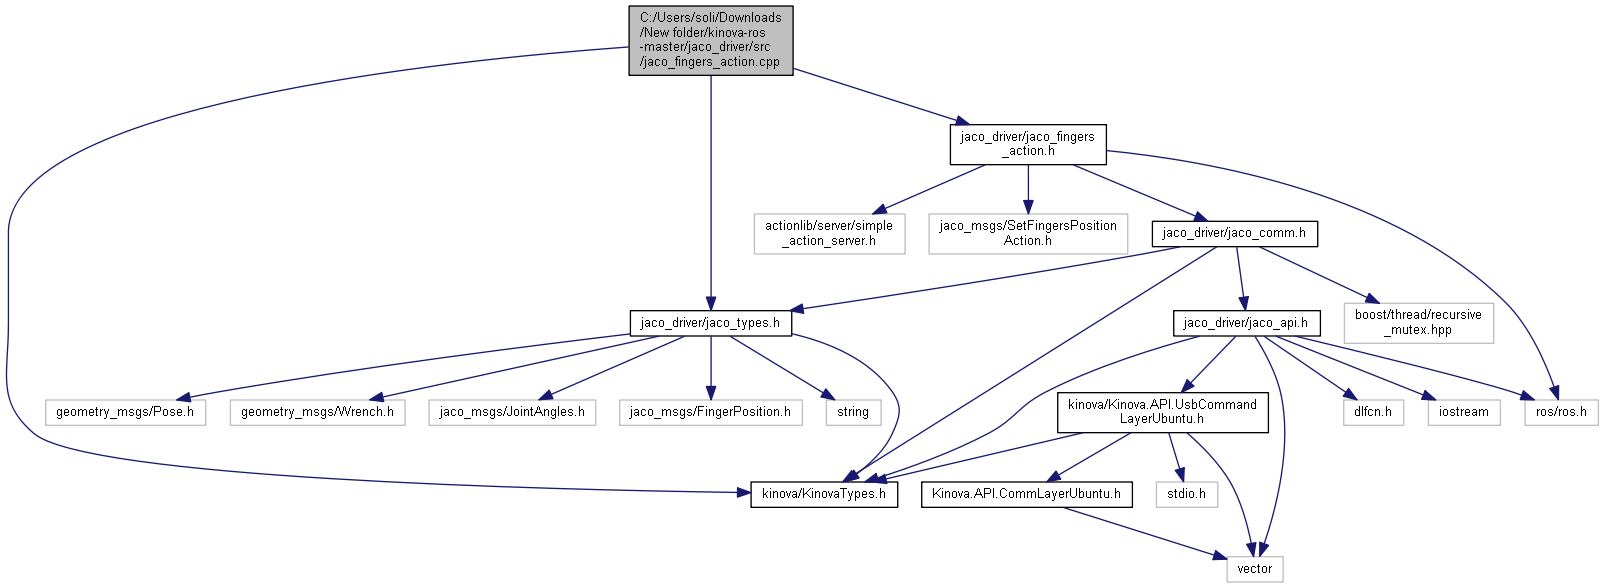 C:/Users/soli/Downloads
/New folder/kinova-ros
-master/jaco_driver/src
/jaco_fingers_action.cpp
jaco_driver/jaco_fingers
_action.h
actionlib/server/simple
_action_server.h
jaco_msgs/SetFingersPosition
Action.h
jaco_driver/jaco_comm.h
jaco_driver/jaco_types.h
jaco_driver/jaco_api.h
boost/thread/recursive
_mutex.hpp
geometry_msgs/Pose.h
geometry_msgs/Wrench.h
jaco_msgs/JointAngles.h
jaco_msgs/FingerPosition.h
string
kinova/Kinova.API.UsbCommand
LayerUbuntu.h
dlfcn.h
iostream
ros/ros.h
kinova/KinovaTypes.h
Kinova.API.CommLayerUbuntu.h
stdio.h
vector